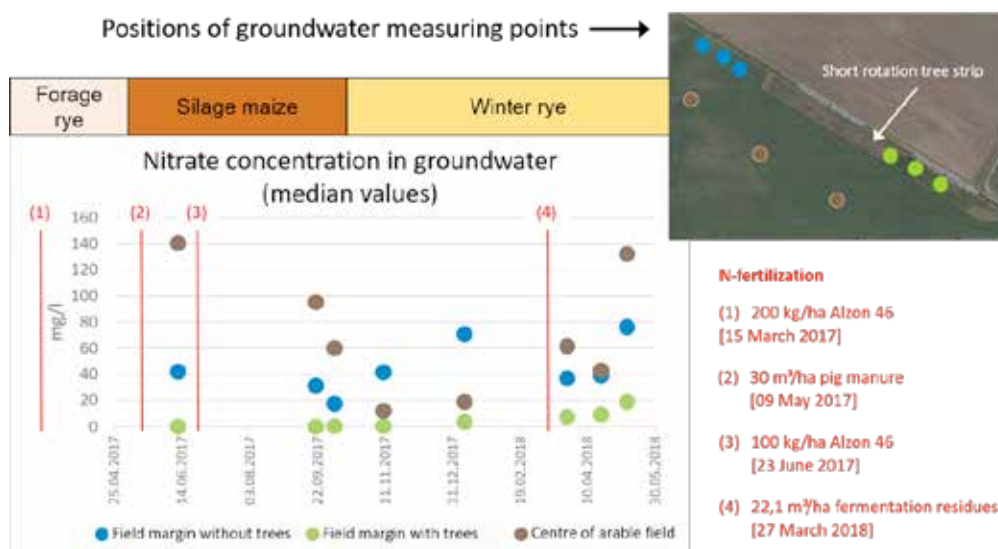 Positions of groundwater measuring points
Short rotation tree strip
Forage
rye
Silage maize
Winter rye
Nitrate concentration in groundwater
(median values)
(1)
(2)
(3)
(4)
mg/l
160
140
120
100
80
60
40
20
0
25.04.2017
14.06.2017
03.08.2017
22.09.2017
11.11.2017
31.12.2017
19.02.2018
10.04.2018
30.05.2018
Field margin without trees
Field margin with trees
Centre of arable field
N-fertilization
(1) 200 kg/ha Alzon 46
[15 March 2017]
(2) 30 m³/ha pig manure
[09 May 2017]
(3) 100 kg/ha Alzon 46
[23 June 2017]
(4) 22,1 m³/ha fermentation residues
[27 March 2018]